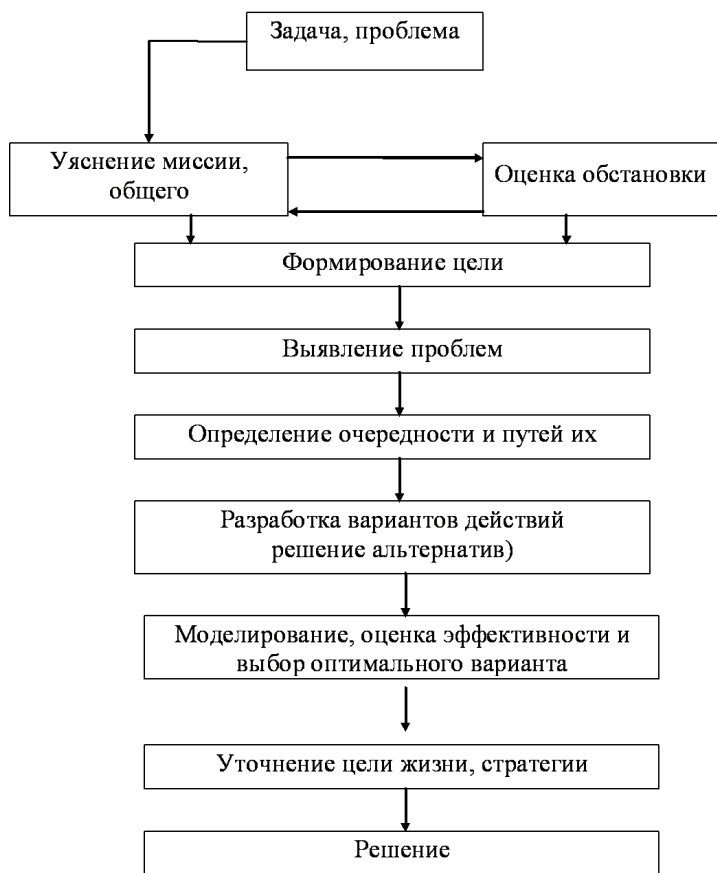 Задача, проблема
Уяснение миссии,
общего
Оценка обстановки
Формирование цели
Выявление проблем
Определение очередности и путей их
Разработка вариантов действий
решение альтернатив)
Моделирование, оценка эффективности и
выбор оптимального варианта
Уточнение цели жизни, стратегии
Решение